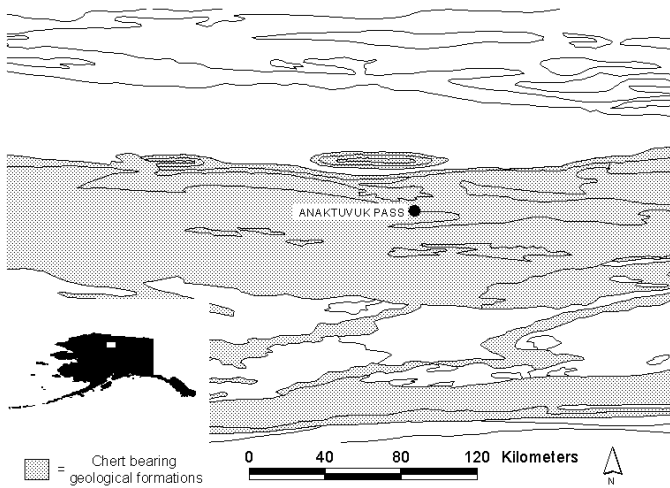 ANAKTUVUK PASS
= Chert bearing
geological formations
0 40 80 120 Kilometers
N